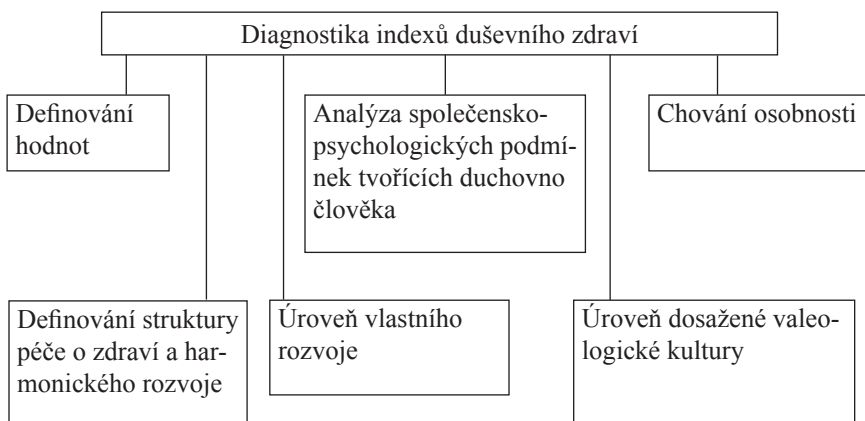 Diagnostika indexů duševního zdraví
Definování
hodnot
Analýza společensko-
psychologických podmí-
nek tvořících duchovno
člověka
Chování osobnosti
Definování struktury
péče o zdraví a har-
monického rozvoje
Úroveň vlastního
rozvoje
Úroveň dosažené valeo-
logické kultury